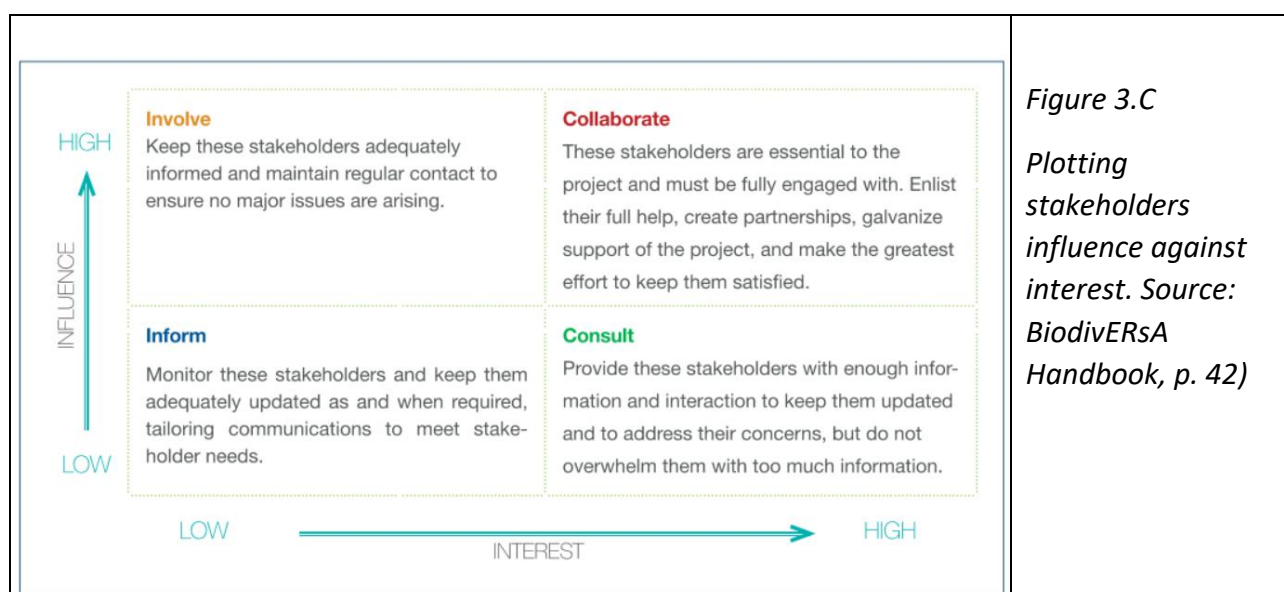 HIGH
INFLUENCE
LOW
Involve
Keep these stakeholders adequately
informed and maintain regular contact to
ensure no major issues are arising.
Collaborate
These stakeholders are essential to the
project and must be fully engaged with. Enlist
their full help, create partnerships, galvanize
support of the project, and make the greatest
effort to keep them satisfied.
Inform
Monitor these stakeholders and keep them
adequately updated as and when required,
tailoring communications to meet stake-
holder needs.
Consult
Provide these stakeholders with enough infor-
mation and interaction to keep them updated
and to address their concerns, but do not
overwhelm them with too much information.
LOW
INTEREST
HIGH
Figure 3.C
Plotting
stakeholders
influence against
interest. Source:
BiodivERsA
Handbook, p. 42)